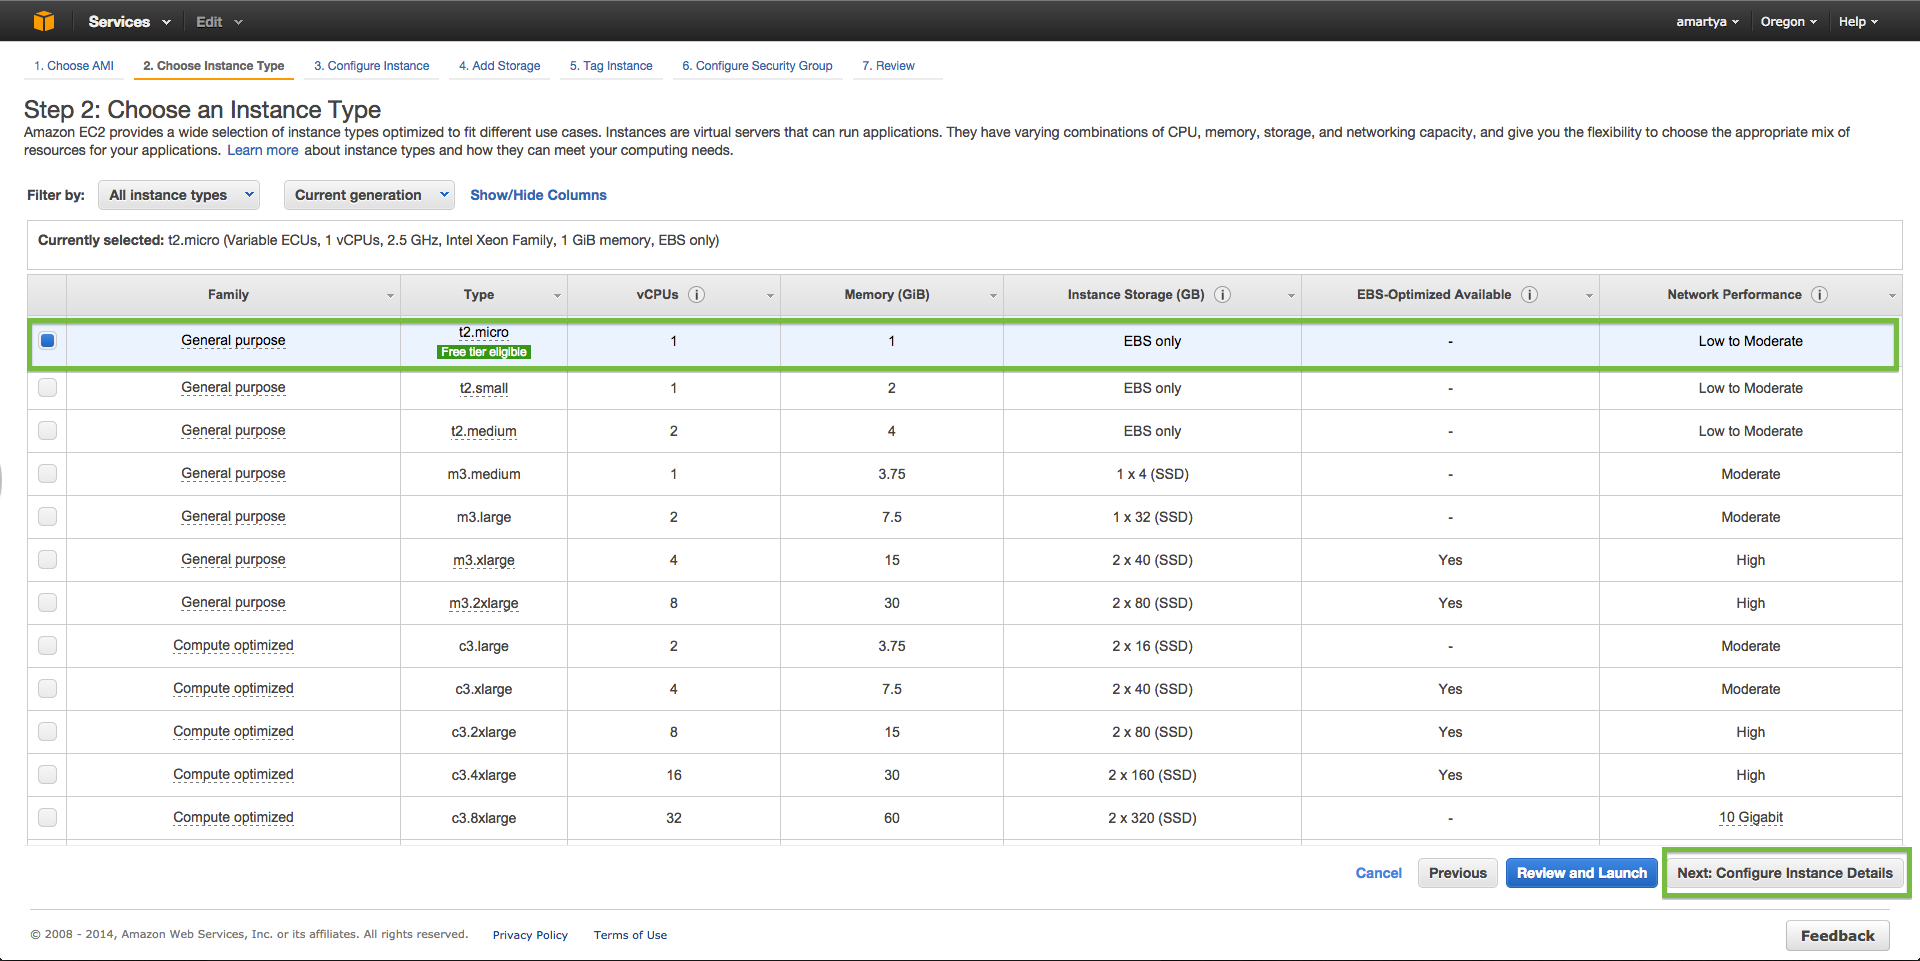 Services Edit amartya Oregon Help
1. Choose AMI 2. Choose Instance Type 3. Configure Instance 4. Add Storage 5. Tag Instance 6. Configure Security Group 7. Review
Step 2: Choose an Instance Type
Amazon EC2 provides a wide selection of instance types optimized to fit different use cases. Instances are virtual servers that can run applications. They have varying combinations of CPU, memory, storage, and networking capacity, and give you the flexibility to choose the appropriate mix of
resources for your applications. Learn more about instance types and how they can meet your computing needs.
Filter by: All instance types Current generation Show/Hide Columns
Currently selected: t2.micro (Variable ECUs, 1 vCPUs, 2.5 GHz, Intel Xeon Family, 1 GiB memory, EBS only)
Family Type vCPUs i Memory (GiB) Instance Storage (GB) i EBS-Optimized Available i Network Performance i
General purpose t2.micro 1 1 EBS only - Low to Moderate
Free tier eligible
General purpose t2.small 1 2 EBS only - Low to Moderate
General purpose t2.medium 2 4 EBS only - Low to Moderate
General purpose m3.medium 1 3.75 1 x 4 (SSD) - Moderate
General purpose m3.large 2 7.5 1 x 32 (SSD) - Moderate
General purpose m3.xlarge 4 15 2 x 40 (SSD) Yes High
General purpose m3.2xlarge 8 30 2 x 80 (SSD) Yes High
Compute optimized c3.large 2 3.75 2 x 16 (SSD) - Moderate
Compute optimized c3.xlarge 4 7.5 2 x 40 (SSD) Yes Moderate
Compute optimized c3.2xlarge 8 15 2 x 80 (SSD) Yes High
Compute optimized c3.4xlarge 16 30 2 x 160 (SSD) Yes High
Compute optimized c3.8xlarge 32 60 2 x 320 (SSD) - 10 Gigabit
Cancel Previous Review and Launch Next: Configure Instance Details
© 2008 - 2014, Amazon Web Services, Inc. or its affiliates. All rights reserved. Privacy Policy Terms of Use Feedback